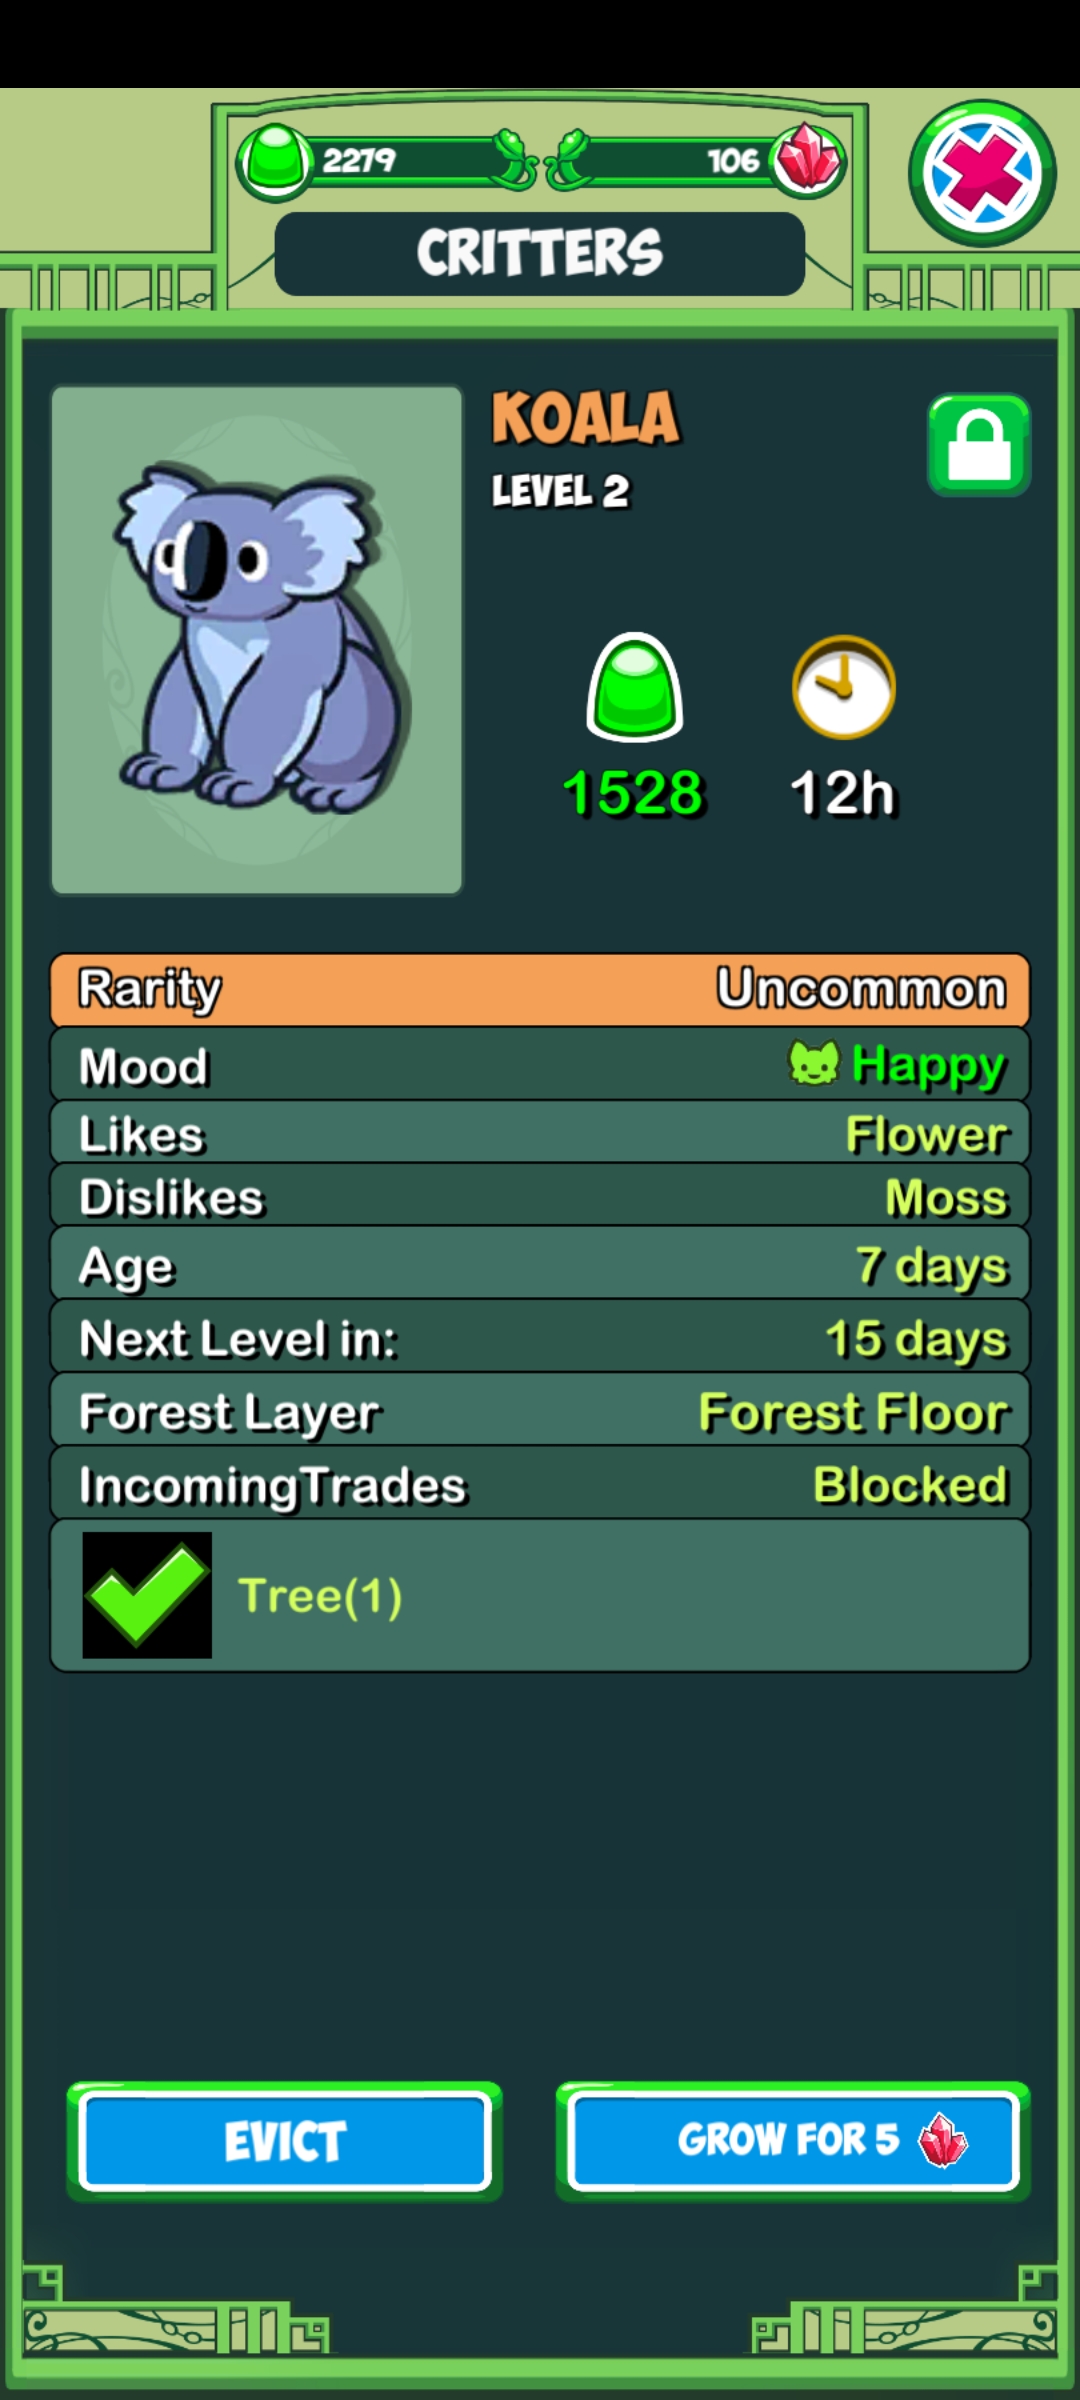 2279 106
CRITTERS
KOALA
LEVEL 2
1528 12h
Rarity Uncommon
Mood Happy
Likes Flower
Dislikes Moss
Age 7 days
Next Level in: 15 days
Forest Layer Forest Floor
IncomingTrades Blocked
Tree(1)
EVICT GROW FOR 5